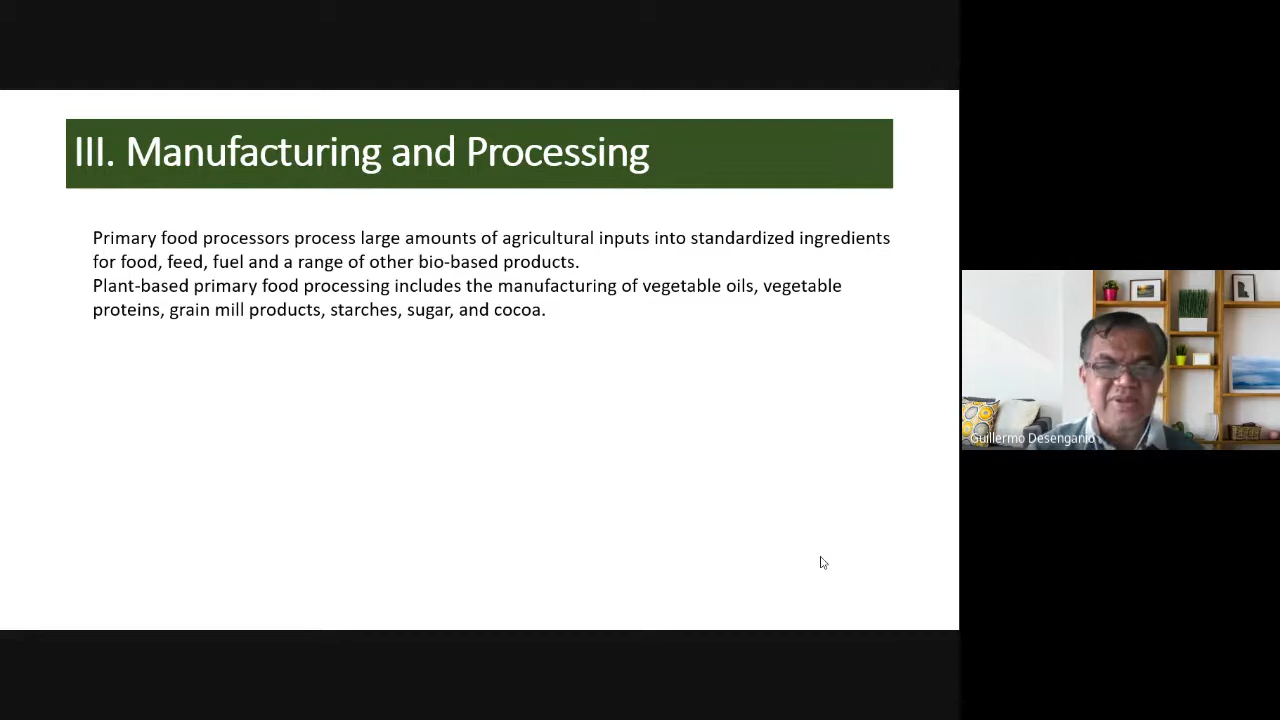 III. Manufacturing and Processing
Primary food processors process large amounts of agricultural inputs into standardized ingredients
for food, feed, fuel and a range of other bio-based products.
Plant-based primary food processing includes the manufacturing of vegetable oils, vegetable
proteins, grain mill products, starches, sugar, and cocoa.
Guillermo Desenganio